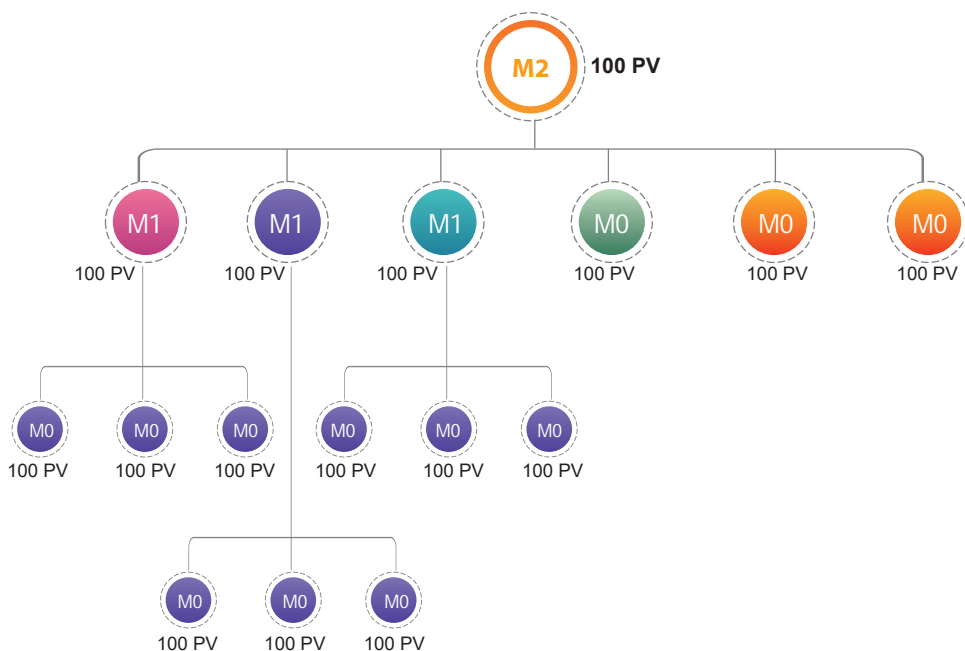 M2 100 PV
M1 M1 M1 M0 M0 M0
100 PV 100 PV 100 PV 100 PV 100 PV 100 PV
M0 M0 M0 M0 M0 M0
100 PV 100 PV 100 PV 100 PV 100 PV 100 PV
M0 M0 M0
100 PV 100 PV 100 PV